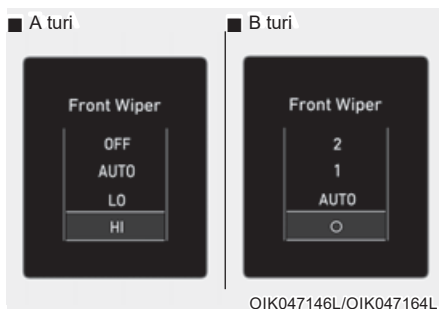 ■ A turi
Front Wiper
OFF
AUTO
LO
HI
■ B turi
Front Wiper
2
1
AUTO
O
OIK047146L/OIK047164L